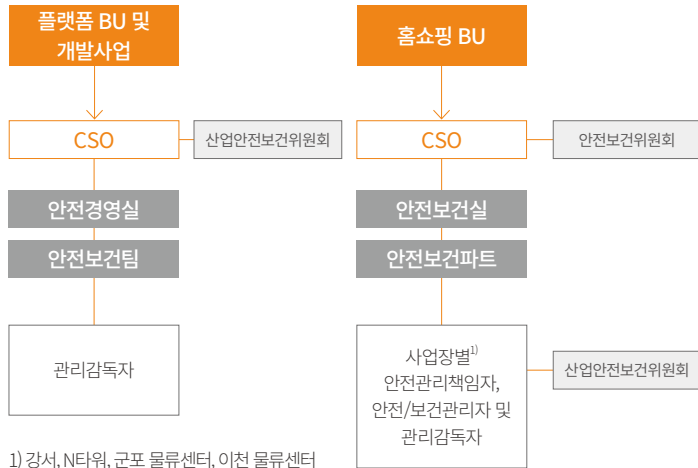 플랫폼 BU 및
개발사업
CSO
산업안전보건위원회
안전경영실
안전보건팀
관리감독자
홈쇼핑 BU
CSO
안전보건위원회
안전보건실
안전보건파트
사업장별1)
안전관리책임자,
안전/보건관리자 및
관리감독자
산업안전보건위원회
1) 강서, N타워, 군포 물류센터, 이천 물류센터